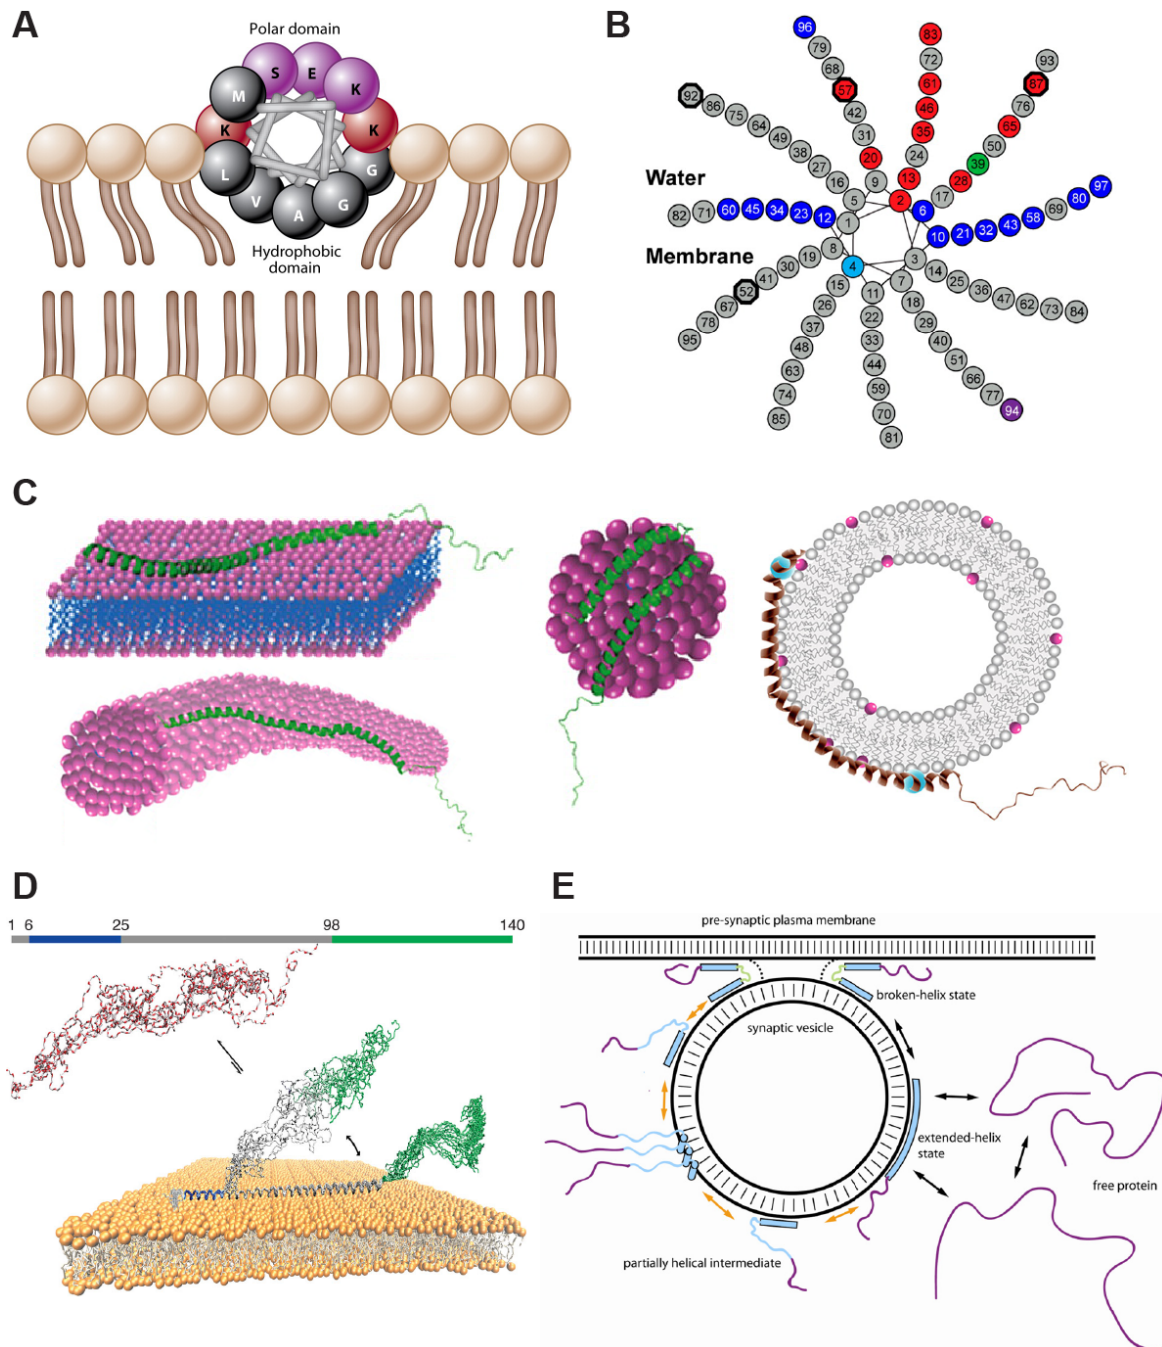 A
Polar domain
S E K
M
K K
L G
V A G
Hydrophobic
domain
B
96 79 68 57 42 31 20 9
83 72 61 46 35 24 13 2
93 87 76 65 50 39 28 17 6
92 86 75 64 49 38 27 16 5
Water
82 71 60 45 34 23 12 1
10 21 32 43 58 69 80 97
Membrane
95 78 67 52 41 30 19 8
3 14 25 36 47 62 73 84
4 15 26 37 48 63 74 85
11 22 33 44 59 70 81
7 18 29 40 51 66 77 94
C
D
1 6 25 98 140
E
pre-synaptic plasma membrane
broken-helix state
synaptic vesicle
extended-helix
state
free protein
partially helical intermediate